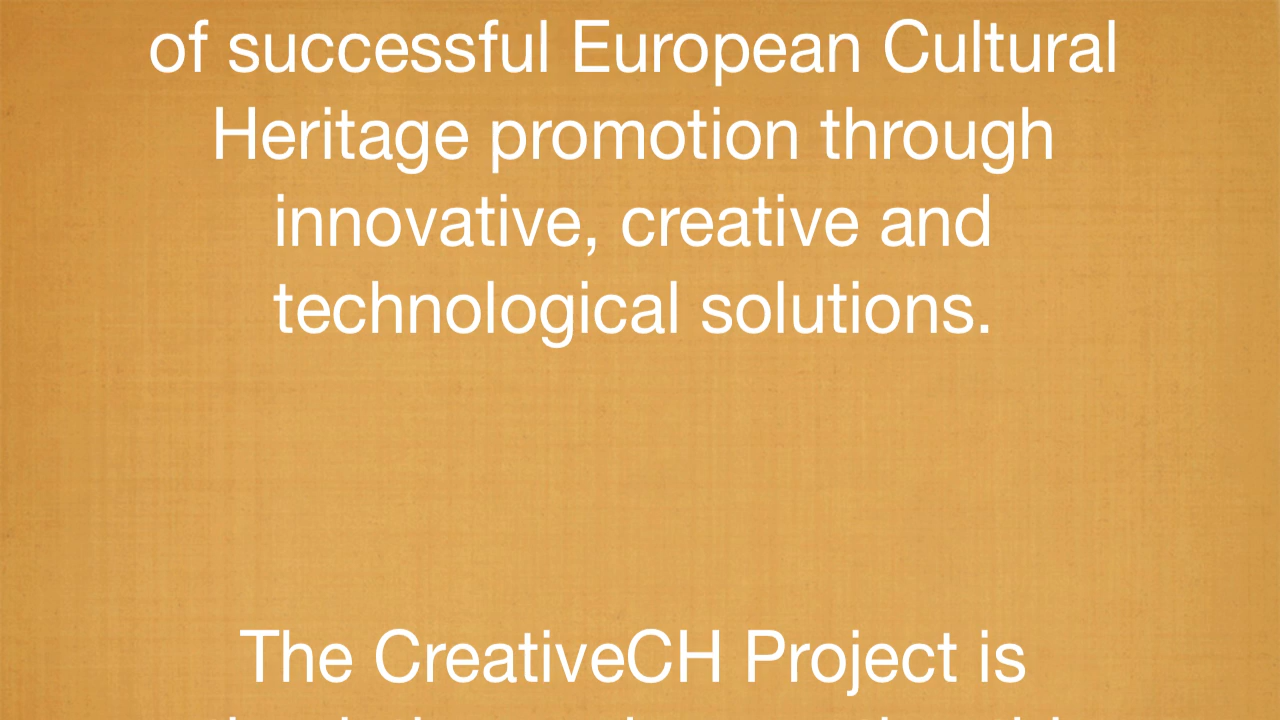 of successful European Cultural
Heritage promotion through
innovative, creative and
technological solutions.
The CreativeCH Project is